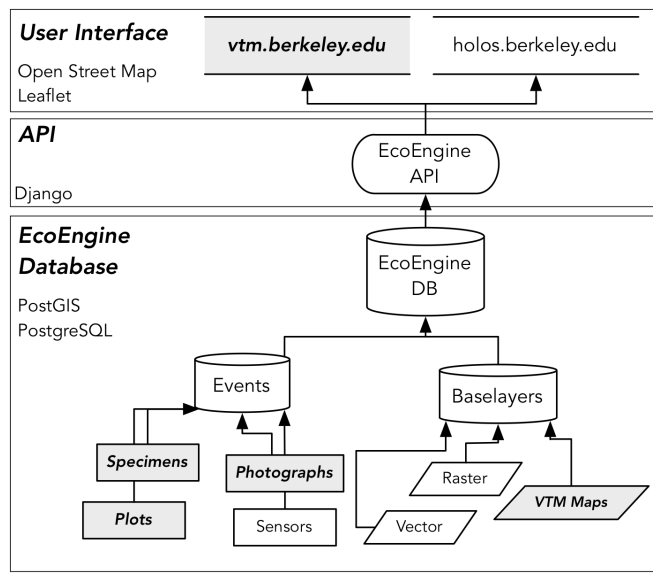 User Interface
Open Street Map
Leaflet
vtm.berkeley.edu
holos.berkeley.edu
API
Django
EcoEngine
API
EcoEngine
Database
PostGIS
PostgreSQL
EcoEngine
DB
Events
Baselayers
Specimens
Plots
Photographs
Sensors
Raster
Vector
VTM Maps